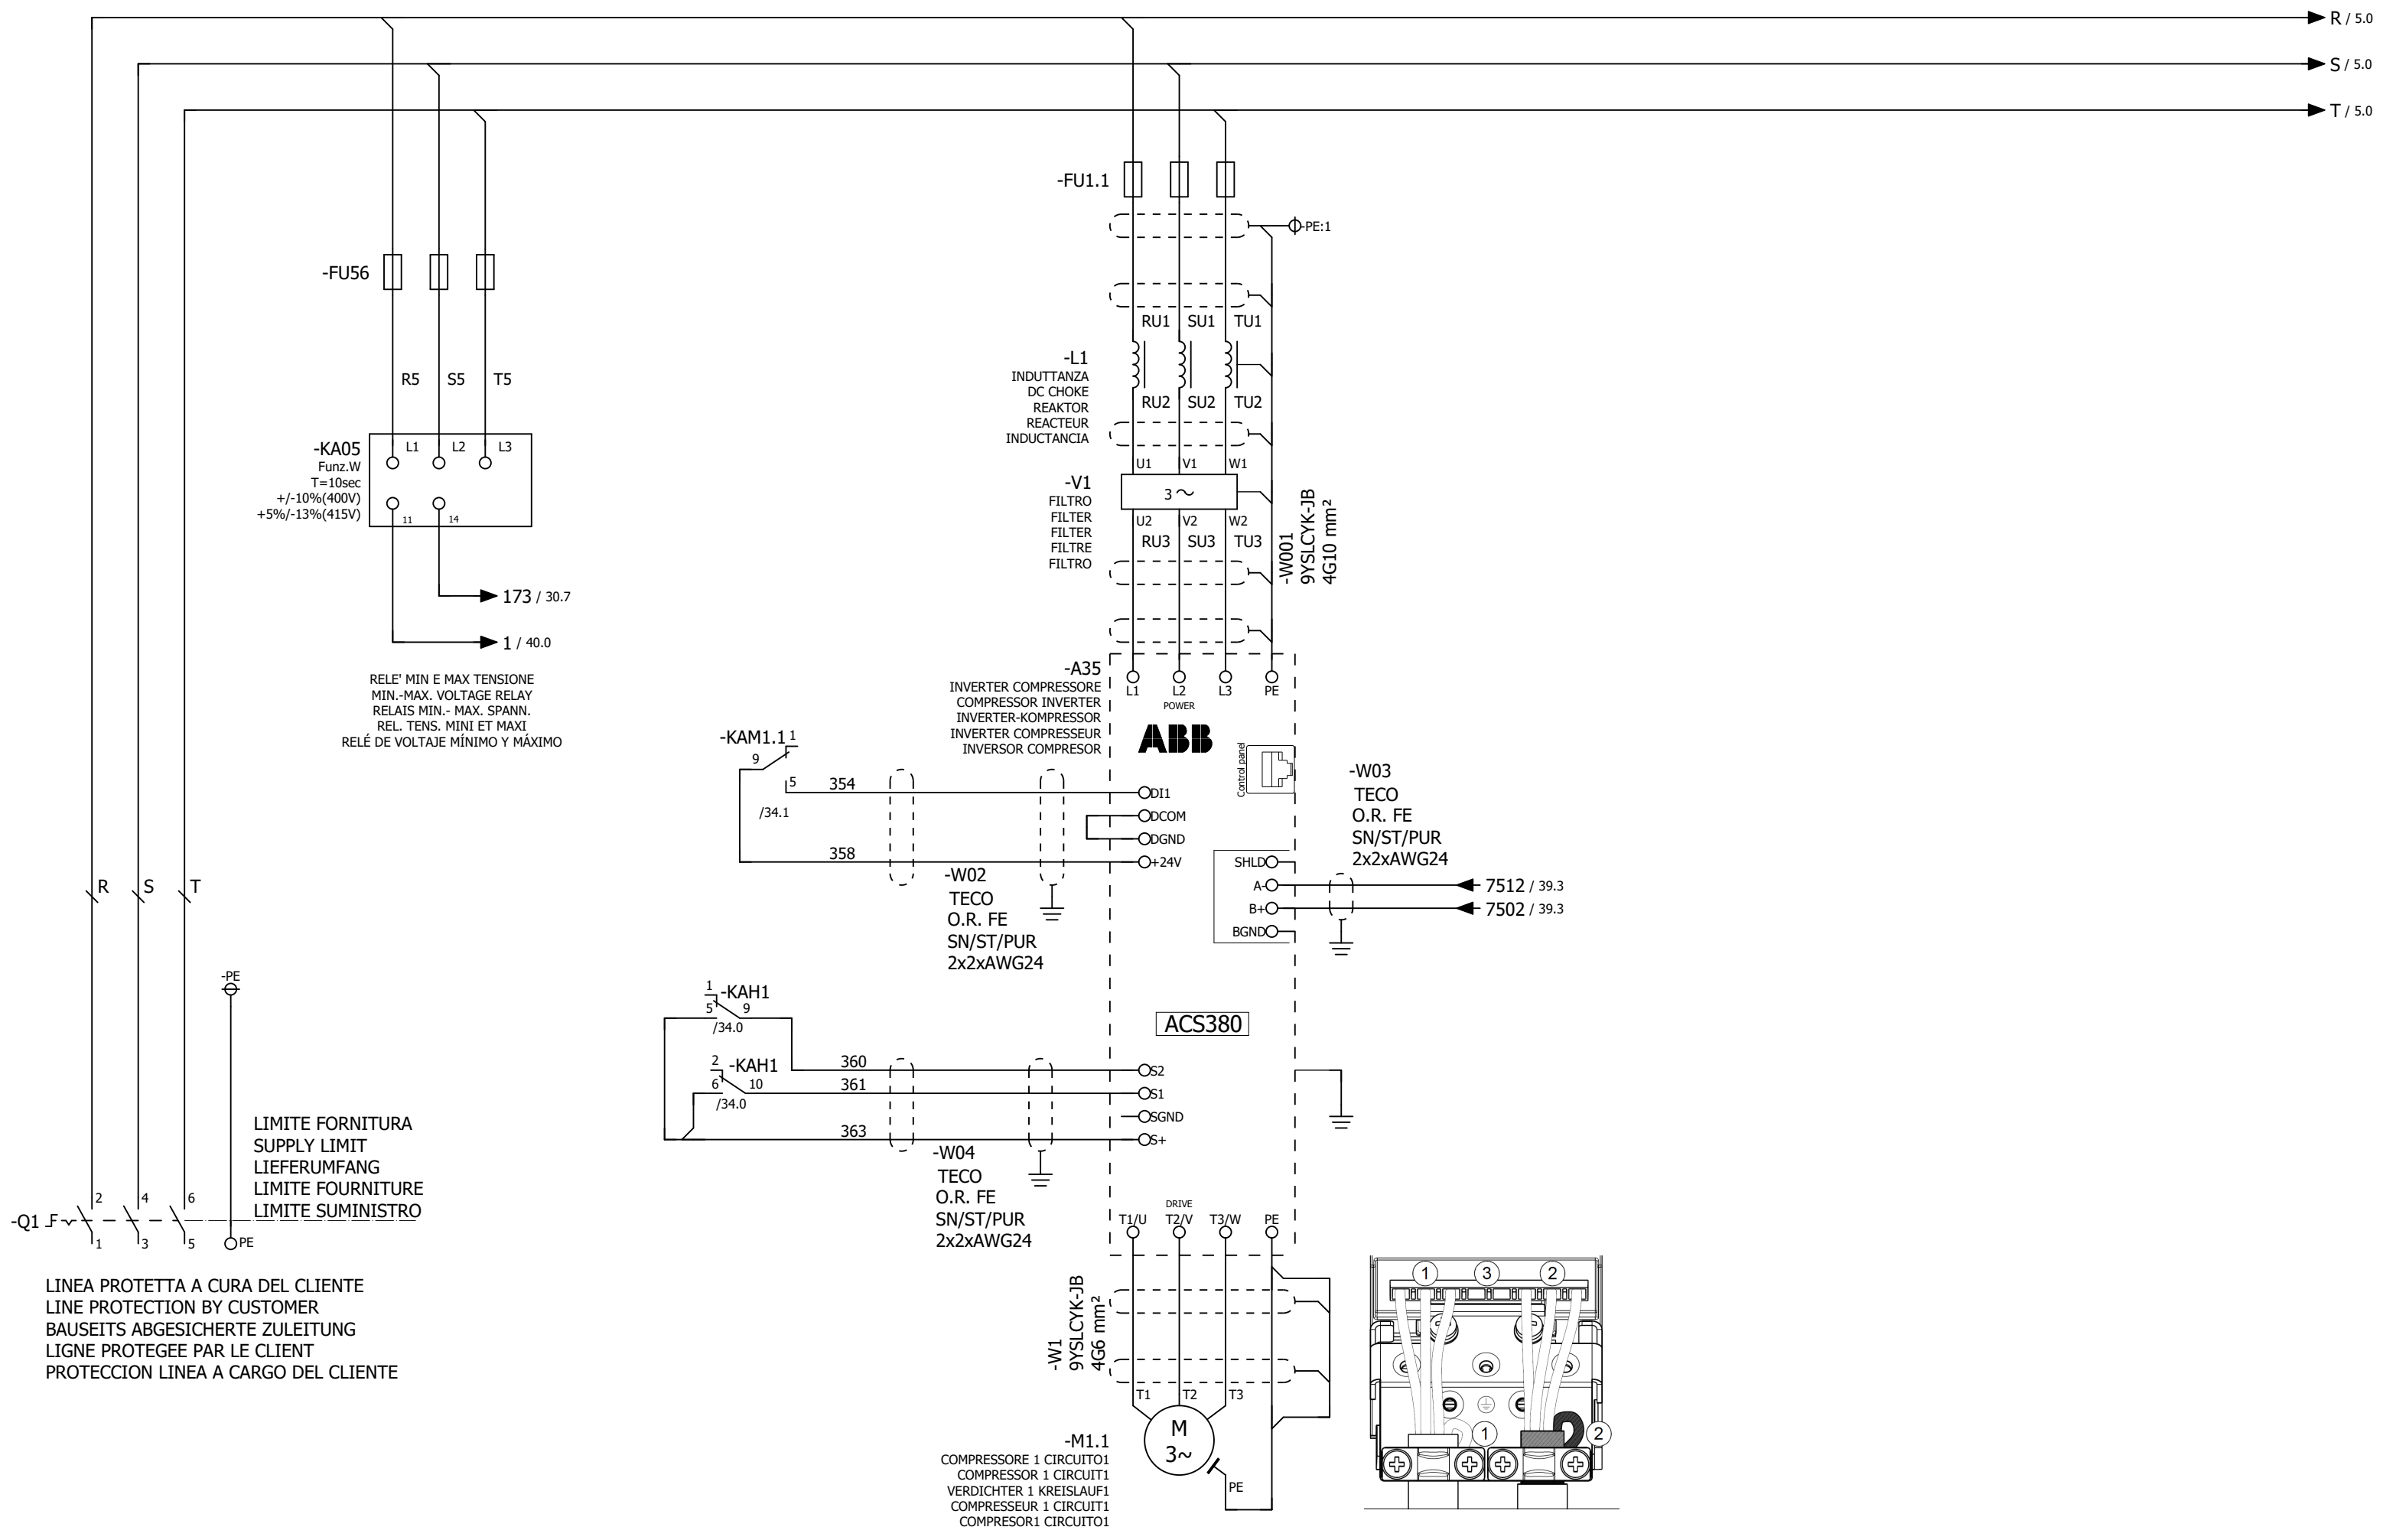 R / 5.0
S / 5.0
T / 5.0
-FU1.1
-PE:1
-FU56
RU1 SU1 TU1
-L1
INDUTTANZA
DC CHOKE
REAKTOR
REACTEUR
INDUCTANCIA
RU2 SU2 TU2
R5 S5 T5
-KA05
Funz.W
T=10sec
+/-10%(400V)
+5%/-13%(415V)
L1 L2 L3
11 14
173 / 30.7
1 / 40.0
RELE' MIN E MAX TENSIONE
MIN.-MAX. VOLTAGE RELAY
RELAIS MIN.- MAX. SPANN.
REL. TENS. MINI ET MAXI
RELÉ DE VOLTAJE MÍNIMO Y MÁXIMO
U1 V1 W1
-V1
FILTRO
FILTER
FILTER
FILTRE
FILTRO
3 ~
U2 V2 W2
RU3 SU3 TU3
-W001
9YSLCYK-JB
4G10 mm²
-A35
INVERTER COMPRESSORE
COMPRESSOR INVERTER
INVERTER-KOMPRESSOR
INVERTER COMPRESSEUR
INVERSOR COMPRESOR
L1 L2 L3 PE
POWER
ABB
Control panel
-KAM1.1
1
9
5
/34.1
354
358
DI1
DCOM
DGND
+24V
-W02
TECO
O.R. FE
SN/ST/PUR
2x2xAWG24
-W03
TECO
O.R. FE
SN/ST/PUR
2x2xAWG24
SHLD
A-
B+
BGND
7512 / 39.3
7502 / 39.3
R S T
-PE
-KAH1
1
5 9
/34.0
-KAH1
2
6 10
/34.0
360
361
363
S2
S1
SGND
S+
ACS380
-W04
TECO
O.R. FE
SN/ST/PUR
2x2xAWG24
LIMITE FORNITURA
SUPPLY LIMIT
LIEFERUMFANG
LIMITE FOURNITURE
LIMITE SUMINISTRO
-Q1
2 4 6
1 3 5 PE
LINEA PROTETTA A CURA DEL CLIENTE
LINE PROTECTION BY CUSTOMER
BAUSEITS ABGESICHERTE ZULEITUNG
LIGNE PROTEGEE PAR LE CLIENT
PROTECCION LINEA A CARGO DEL CLIENTE
DRIVE
T1/U T2/V T3/W PE
-W1
9YSLCYK-JB
4G6 mm²
T1 T2 T3
M
3~
PE
-M1.1
COMPRESSORE 1 CIRCUITO1
COMPRESSOR 1 CIRCUIT1
VERDICHTER 1 KREISLAUF1
COMPRESSEUR 1 CIRCUIT1
COMPRESOR1 CIRCUITO1
1 3 2
1 2